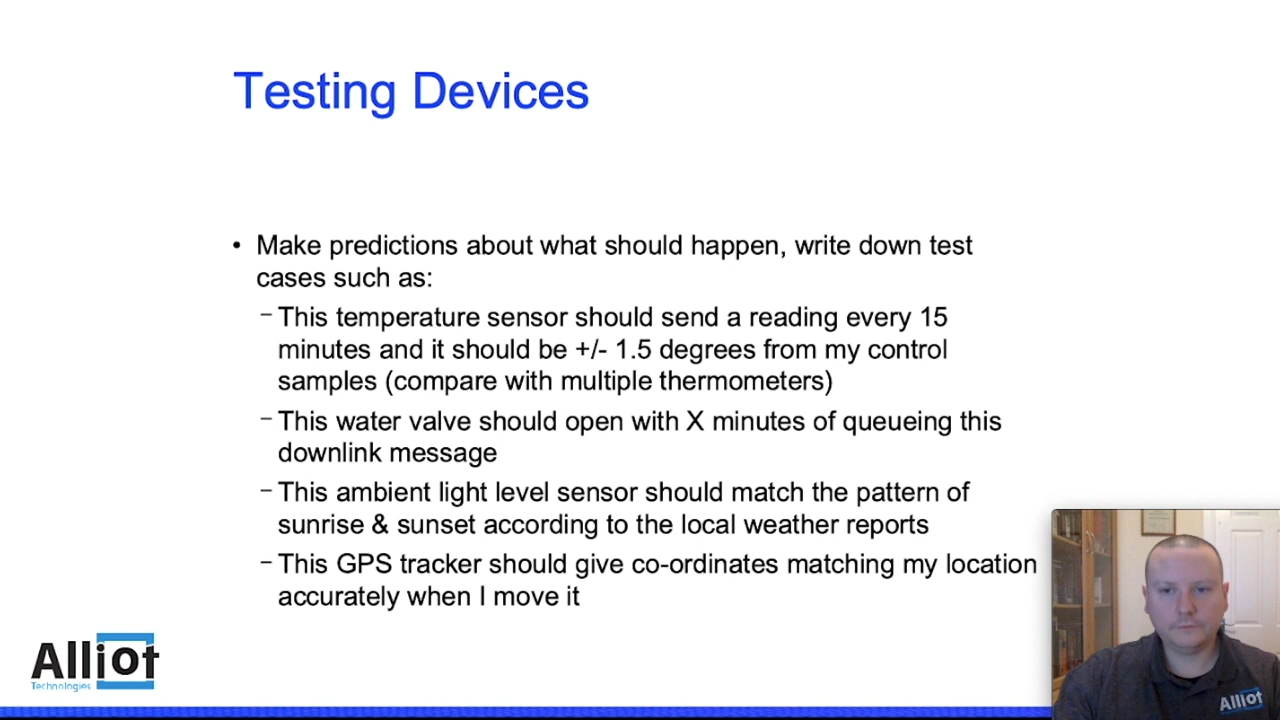 Testing Devices
• Make predictions about what should happen, write down test
cases such as:
– This temperature sensor should send a reading every 15
minutes and it should be +/- 1.5 degrees from my control
samples (compare with multiple thermometers)
– This water valve should open with X minutes of queueing this
downlink message
– This ambient light level sensor should match the pattern of
sunrise & sunset according to the local weather reports
– This GPS tracker should give co-ordinates matching my location
accurately when I move it
Alliot
Technologies
Alliot